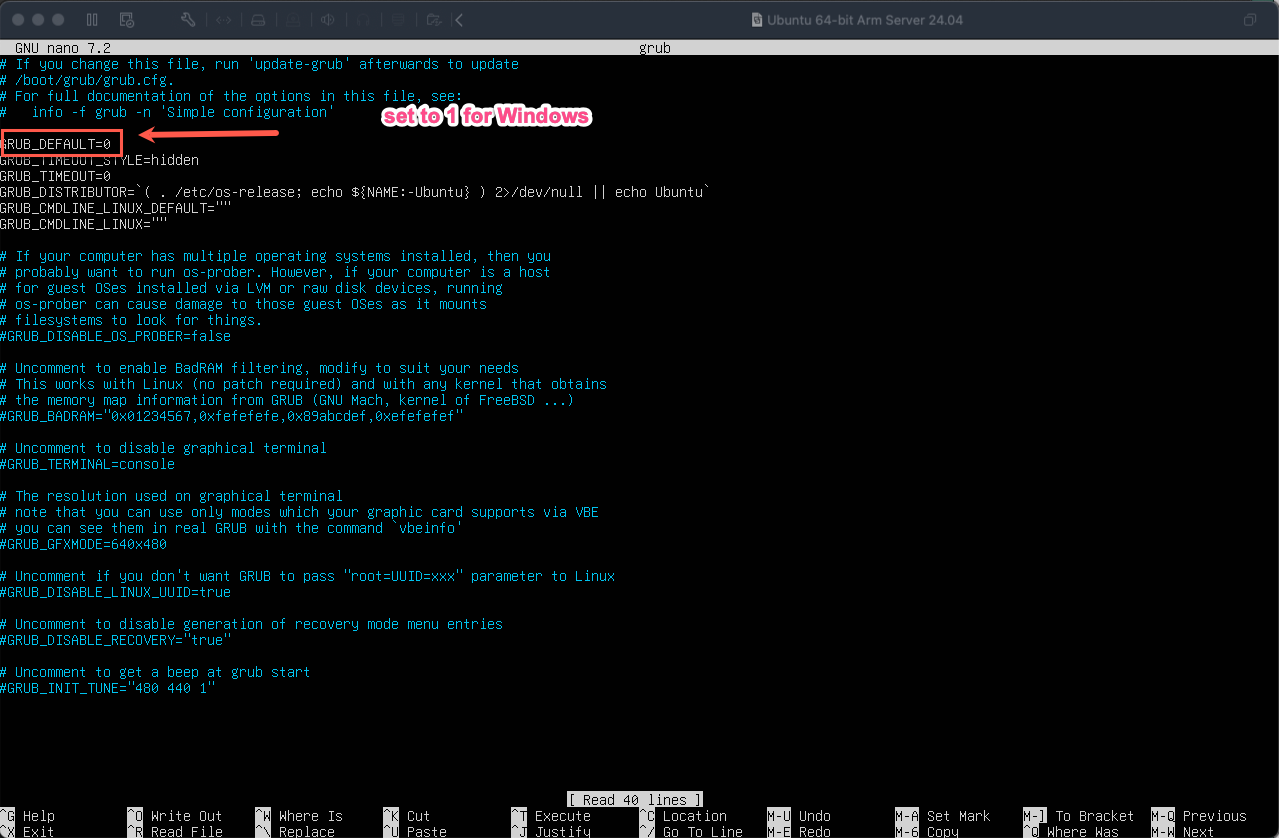 Ubuntu 64-bit Arm Server 24.04
GNU nano 7.2 grub
# If you change this file, run 'update-grub' afterwards to update
# /boot/grub/grub.cfg.
# For full documentation of the options in this file, see:
#   info -f grub -n 'Simple configuration'
set to 1 for Windows
GRUB_DEFAULT=0
GRUB_TIMEOUT_STYLE=hidden
GRUB_TIMEOUT=0
GRUB_DISTRIBUTOR=`( . /etc/os-release; echo ${NAME:-Ubuntu} ) 2>/dev/null || echo Ubuntu`
GRUB_CMDLINE_LINUX_DEFAULT=""
GRUB_CMDLINE_LINUX=""
# If your computer has multiple operating systems installed, then you
# probably want to run os-prober. However, if your computer is a host
# for guest OSes installed via LVM or raw disk devices, running
# os-prober can cause damage to those guest OSes as it mounts
# filesystems to look for things.
#GRUB_DISABLE_OS_PROBER=false
# Uncomment to enable BadRAM filtering, modify to suit your needs
# This works with Linux (no patch required) and with any kernel that obtains
# the memory map information from GRUB (GNU Mach, kernel of FreeBSD ...)
#GRUB_BADRAM="0x01234567,0xfefefefe,0x89abcdef,0xefefefef"
# Uncomment to disable graphical terminal
#GRUB_TERMINAL=console
# The resolution used on graphical terminal
# note that you can use only modes which your graphic card supports via VBE
# you can see them in real GRUB with the command `vbeinfo'
#GRUB_GFXMODE=640x480
# Uncomment if you don't want GRUB to pass "root=UUID=xxx" parameter to Linux
#GRUB_DISABLE_LINUX_UUID=true
# Uncomment to disable generation of recovery mode menu entries
#GRUB_DISABLE_RECOVERY="true"
# Uncomment to get a beep at grub start
#GRUB_INIT_TUNE="480 440 1"
[ Read 40 lines ]
^G Help ^O Write Out ^W Where Is ^K Cut ^T Execute ^C Location M-U Undo M-A Set Mark M-] To Bracket M-Q Previous
^X Exit ^R Read File ^\ Replace ^U Paste ^J Justify ^/ Go To Line M-E Redo M-6 Copy ^Q Where Was M-W Next